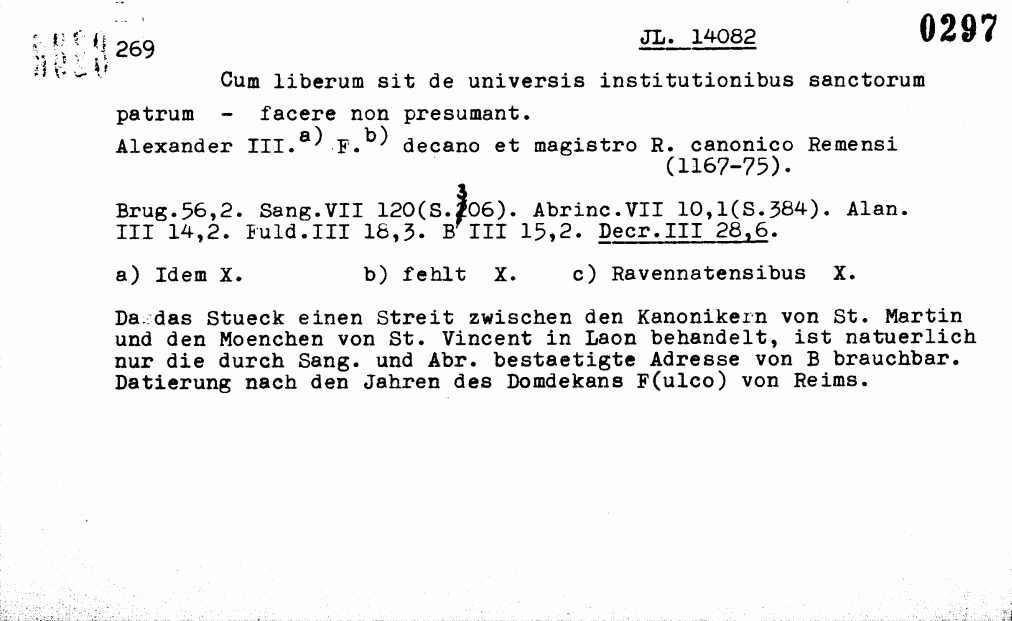 0297
269 JL. 14082
Cum liberum sit de universis institutionibus sanctorum
patrum - facere non presumant.
Alexander III.a) F.b) decano et magistro R. canonico Remensi
(1167-75).
Brug.56,2. Sang.VII 120(S.306). Abrinc.VII 10,1(S.384). Alan.
III 14,2. Fuld.III 18,3. B III 15,2. Decr.III 28,6.
a) Idem X. b) fehlt X. c) Ravennatensibus X.
Da das Stueck einen Streit zwischen den Kanonikern von St. Martin
und den Moenchen von St. Vincent in Laon behandelt, ist natuerlich
nur die durch Sang. und Abr. bestaetigte Adresse von B brauchbar.
Datierung nach den Jahren des Domdekans F(ulco) von Reims.